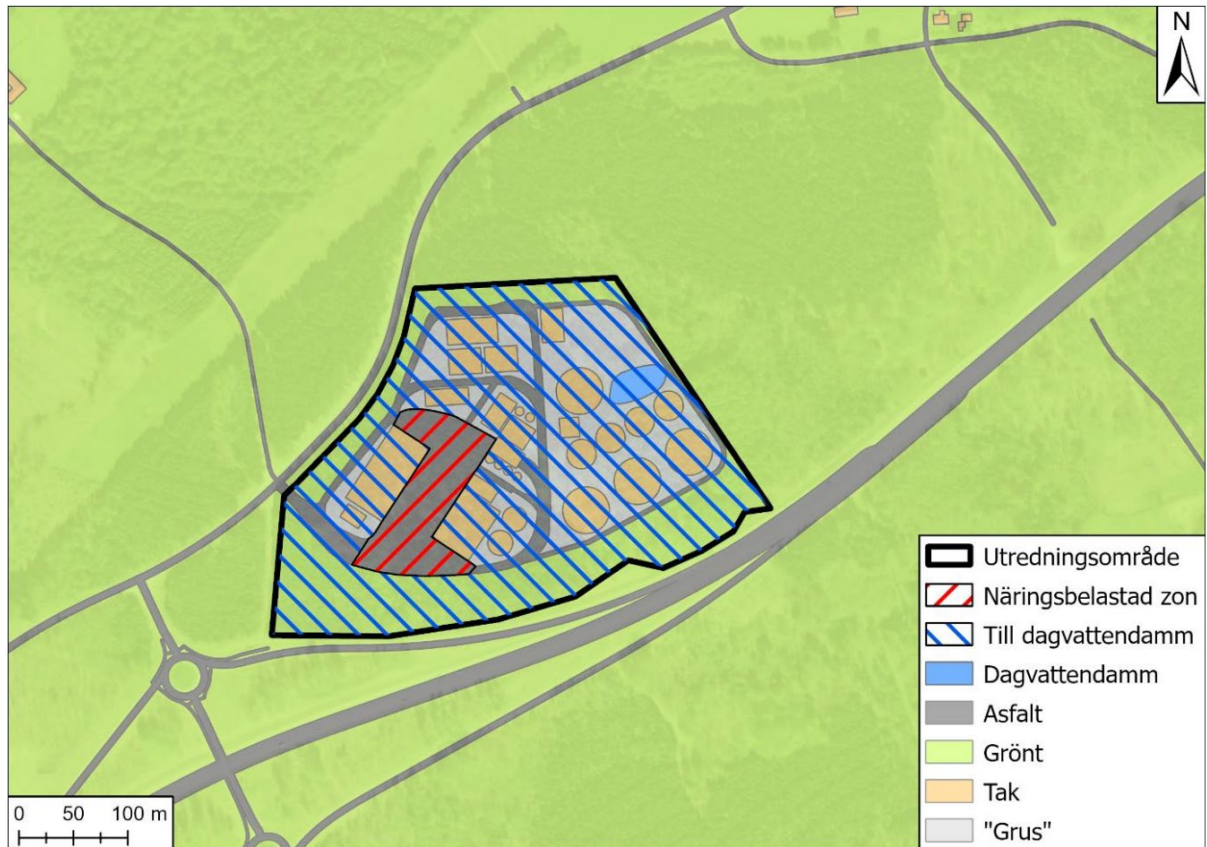 N
Utredningsområde
Näringsbelastad zon
Till dagvattendamm
Dagvattendamm
Asfalt
Grönt
Tak
"Grus"
0 50 100 m